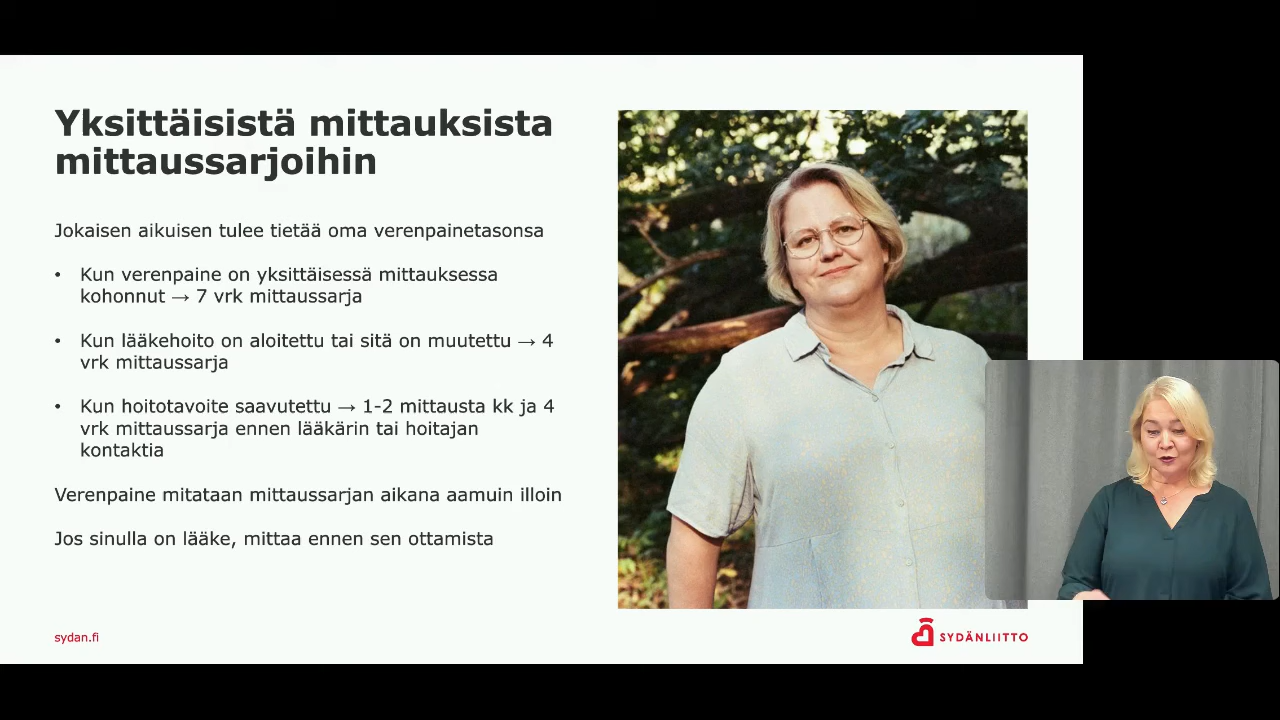 Yksittäisistä mittauksista
mittaussarjoihin
Jokaisen aikuisen tulee tietää oma verenpainetasonsa
• Kun verenpaine on yksittäisessä mittauksessa
kohonnut → 7 vrk mittaussarja
• Kun lääkehoito on aloitettu tai sitä on muutettu → 4
vrk mittaussarja
• Kun hoitotavoite saavutettu → 1-2 mittausta kk ja 4
vrk mittaussarja ennen lääkärin tai hoitajan
kontaktia
Verenpaine mitataan mittaussarjan aikana aamuin illoin
Jos sinulla on lääke, mittaa ennen sen ottamista
sydan.fi
SYDÄNLIITTO